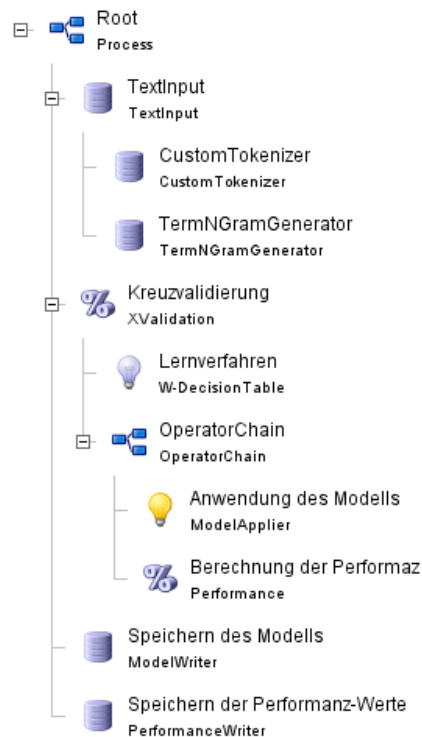 Root
Process
TextInput
TextInput
CustomTokenizer
CustomTokenizer
TermNGramGenerator
TermNGramGenerator
Kreuzvalidierung
XValidation
Lernverfahren
W-DecisionTable
OperatorChain
OperatorChain
Anwendung des Modells
ModelApplier
Berechnung der Performaz
Performance
Speichern des Modells
ModelWriter
Speichern der Performanz-Werte
PerformanceWriter